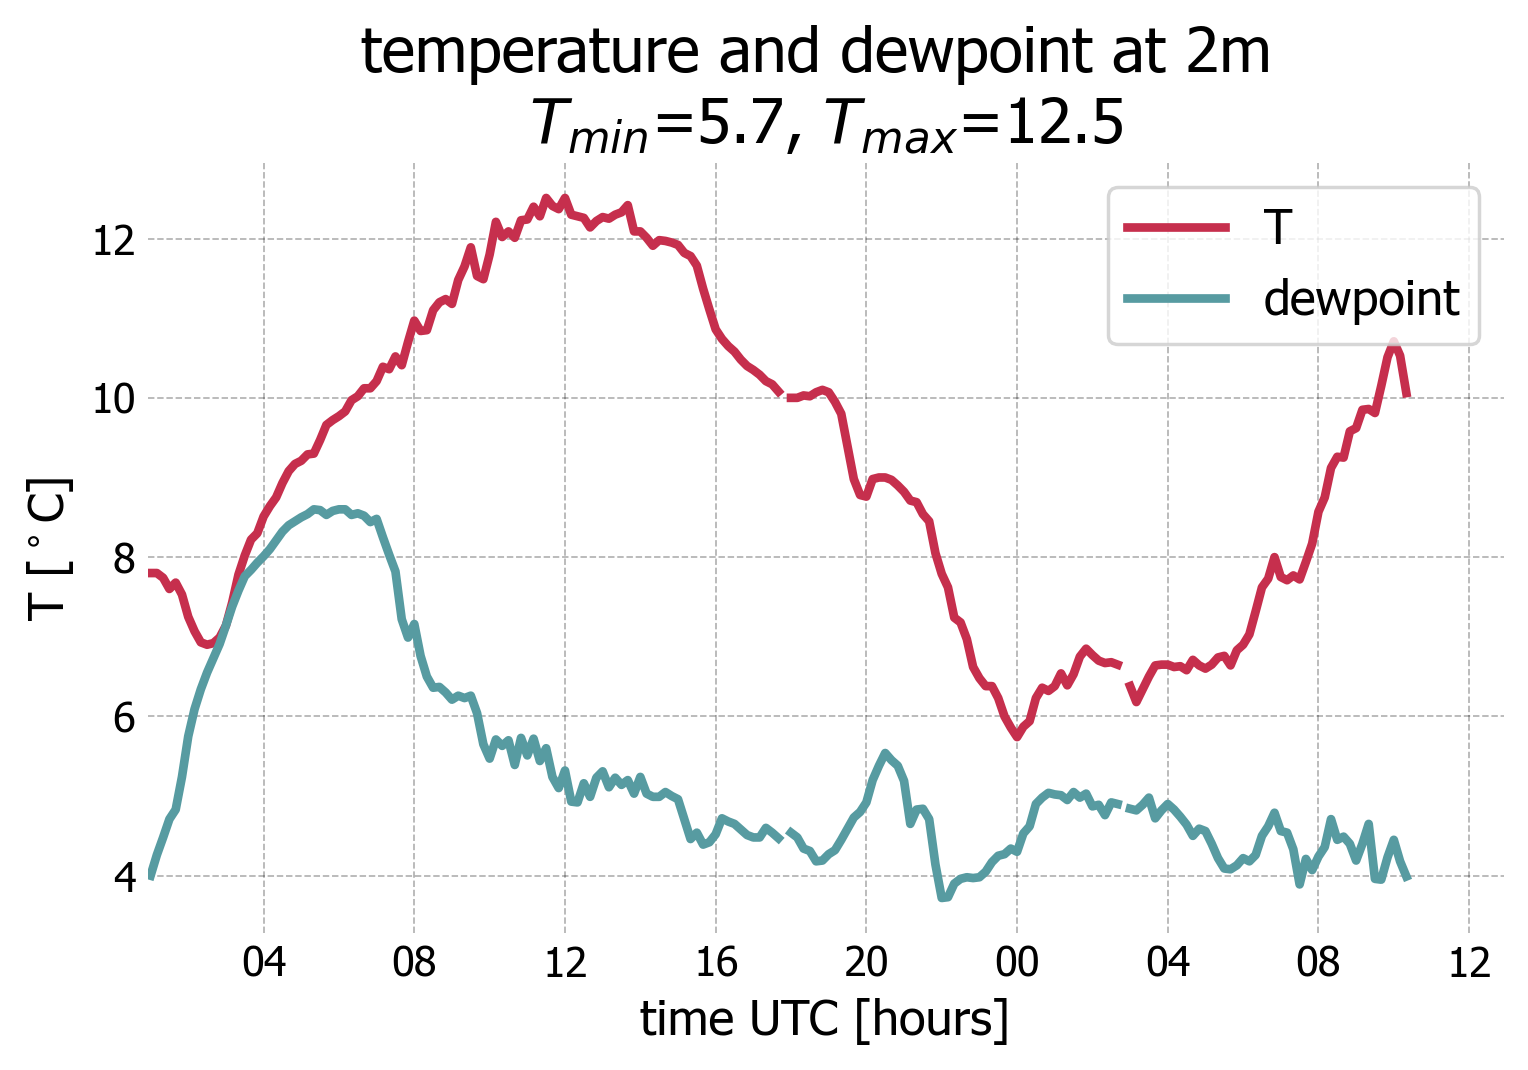 temperature and dewpoint at 2m
T_min=5.7, T_max=12.5
T
dewpoint
12
10
8
6
4
T [°C]
04 08 12 16 20 00 04 08 12
time UTC [hours]